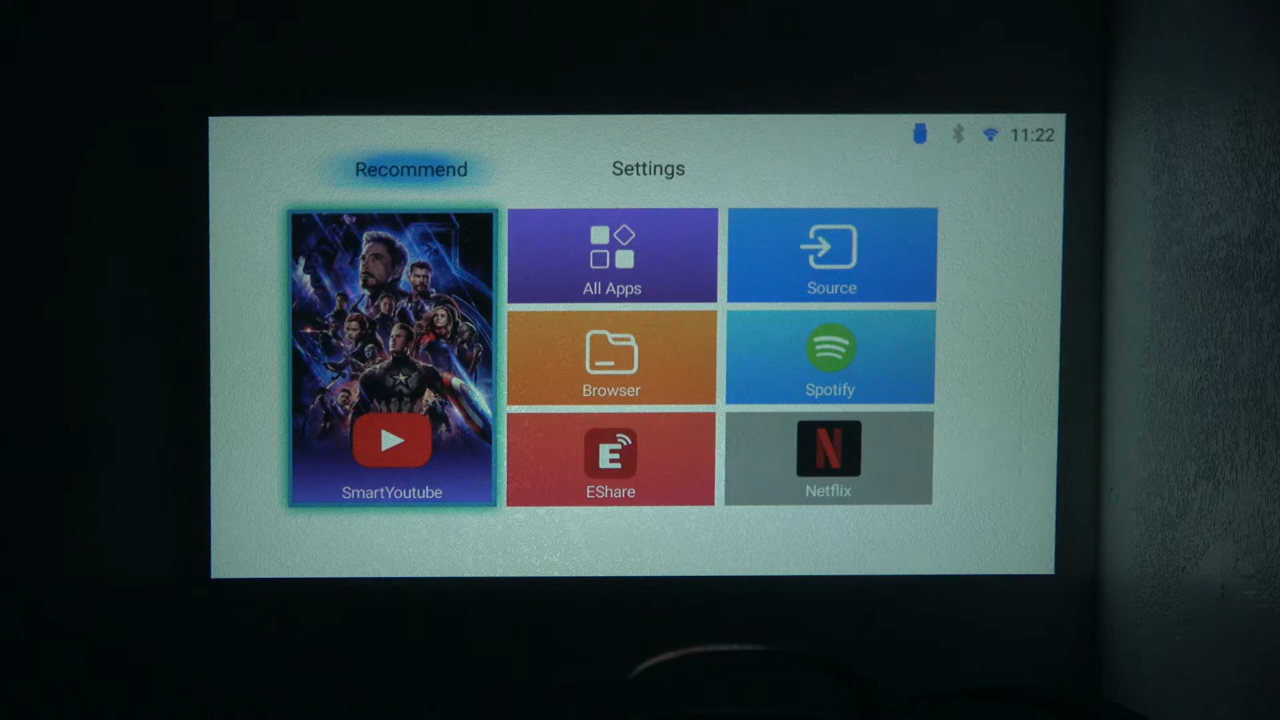 11:22
Recommend
Settings
All Apps
Source
Browser
Spotify
SmartYoutube
E
EShare
N
Netflix